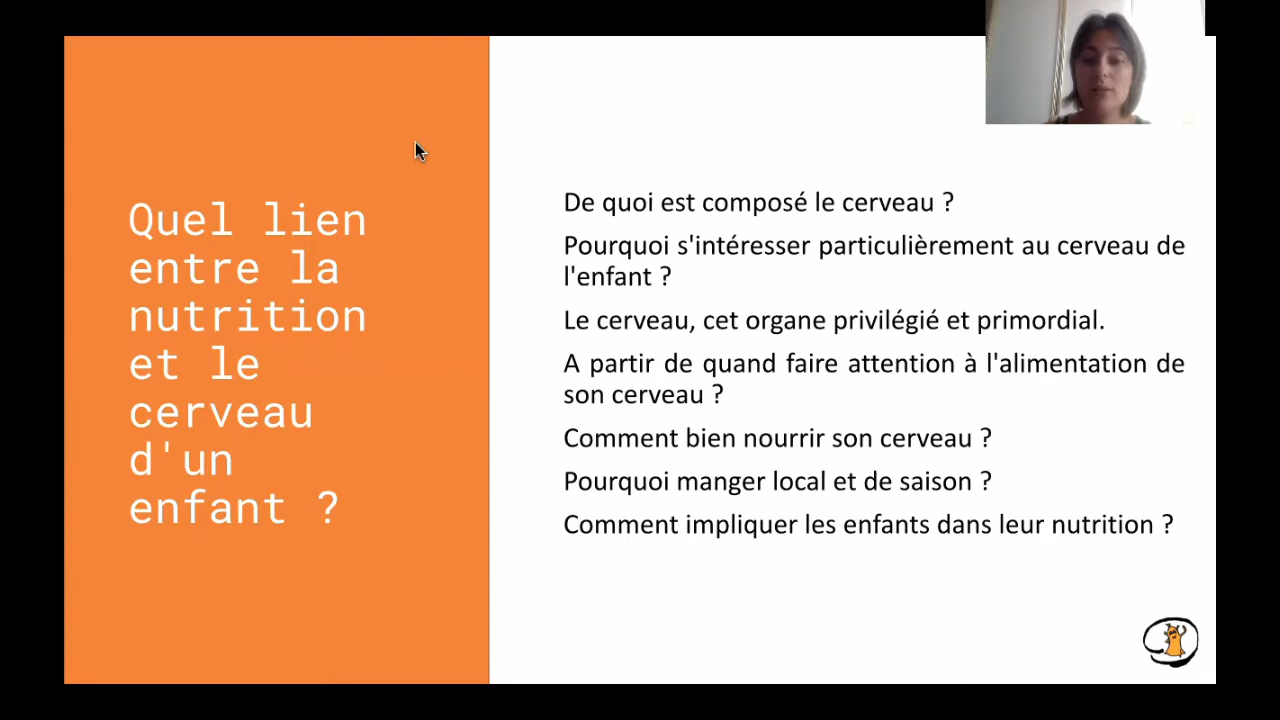 Quel lien
entre la
nutrition
et le
cerveau
d'un
enfant ?
De quoi est composé le cerveau ?
Pourquoi s'intéresser particulièrement au cerveau de
l'enfant ?
Le cerveau, cet organe privilégié et primordial.
A partir de quand faire attention à l'alimentation de
son cerveau ?
Comment bien nourrir son cerveau ?
Pourquoi manger local et de saison ?
Comment impliquer les enfants dans leur nutrition ?